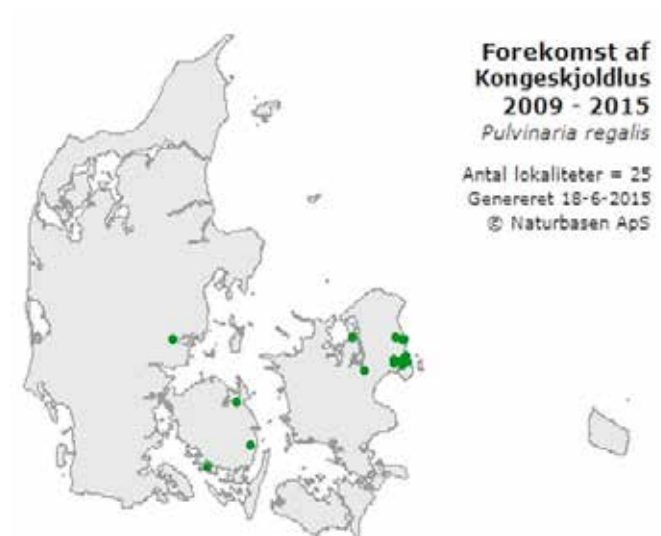 Forekomst af
Kongeskjoldlus
2009 - 2015
Pulvinaria regalis
Antal lokaliteter = 25
Genereret 18-6-2015
© Naturbasen ApS